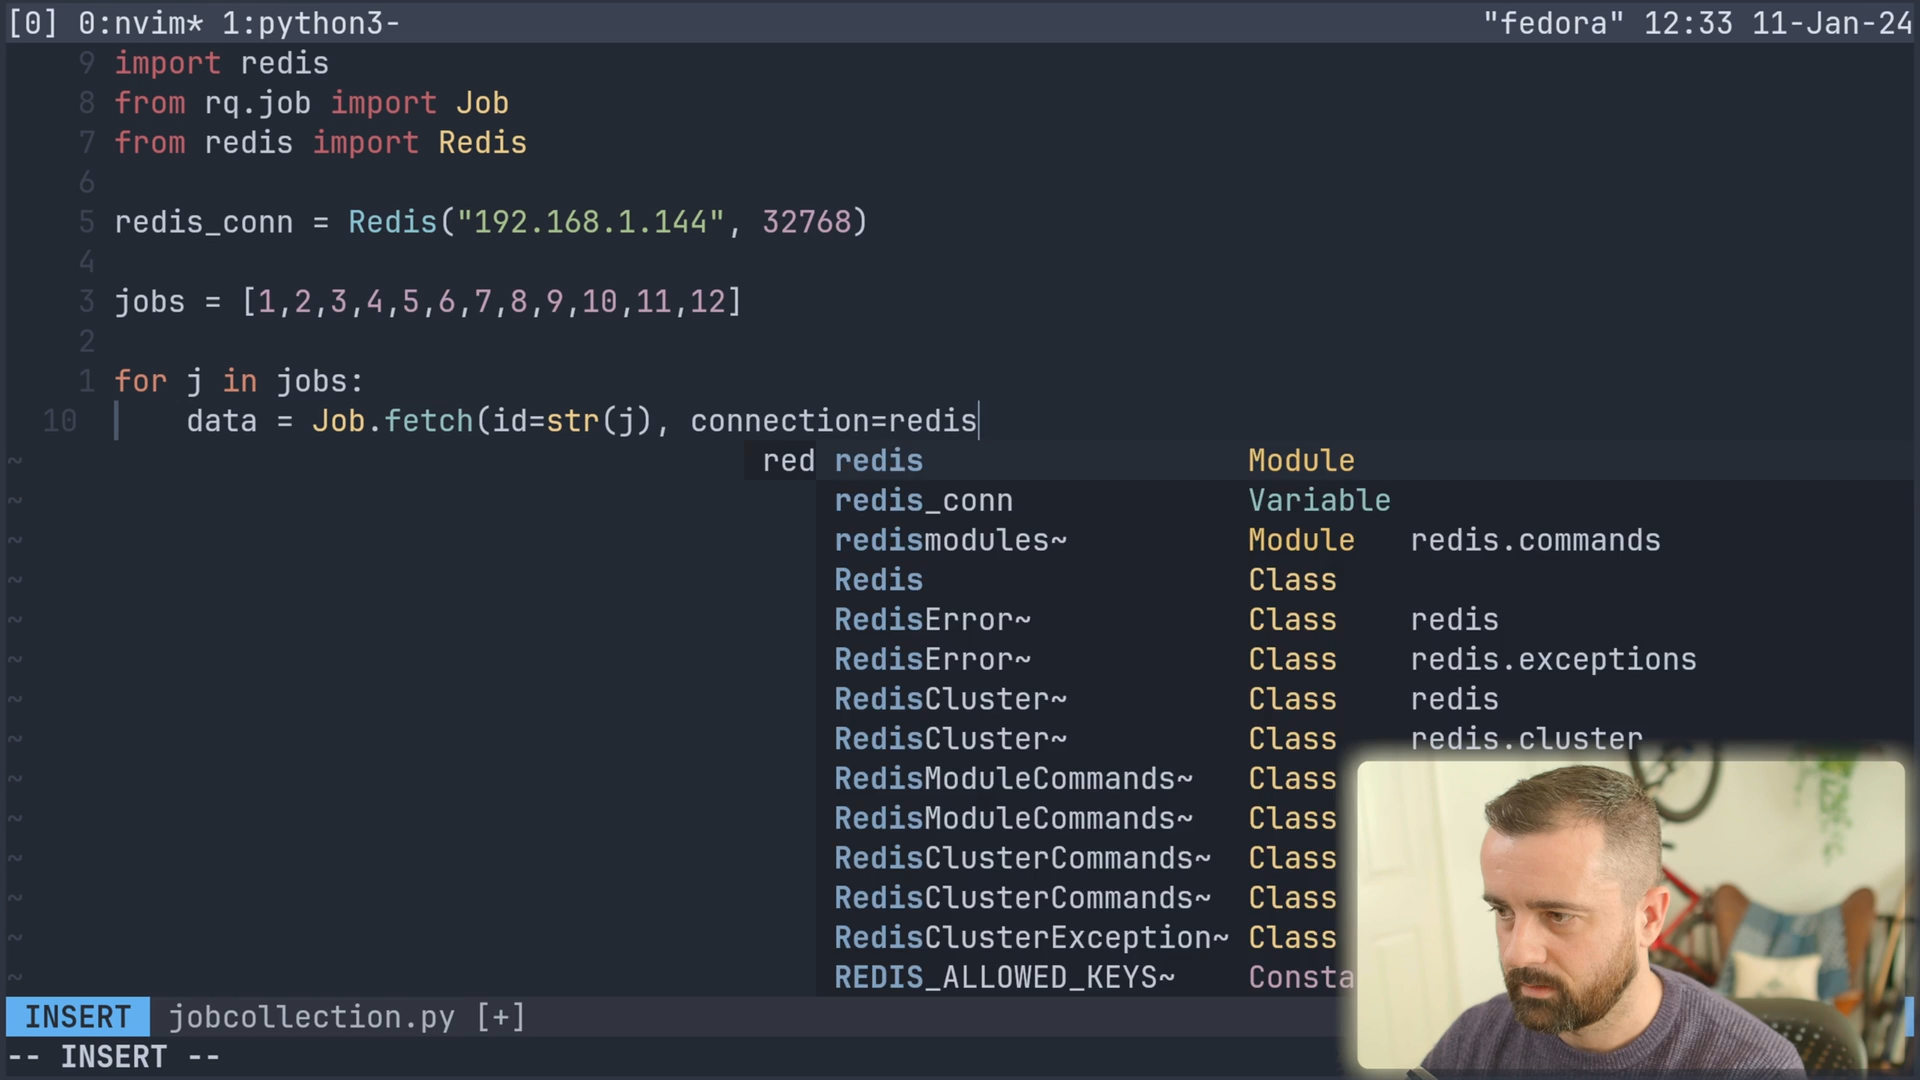 [0] 0:nvim* 1:python3-
"fedora" 12:33 11-Jan-24
9 import redis
8 from rq.job import Job
7 from redis import Redis
6
5 redis_conn = Redis("192.168.1.144", 32768)
4
3 jobs = [1,2,3,4,5,6,7,8,9,10,11,12]
2
1 for j in jobs:
10 data = Job.fetch(id=str(j), connection=redis
~ red redis Module
~ redis_conn Variable
~ redismodules~ Module redis.commands
~ Redis Class
~ RedisError~ Class redis
~ RedisError~ Class redis.exceptions
~ RedisCluster~ Class redis
~ RedisCluster~ Class redis.cluster
~ RedisModuleCommands~ Class
~ RedisModuleCommands~ Class
~ RedisClusterCommands~ Class
~ RedisClusterCommands~ Class
~ RedisClusterException~ Class
~ REDIS_ALLOWED_KEYS~ Consta
INSERT jobcollection.py [+]
-- INSERT --